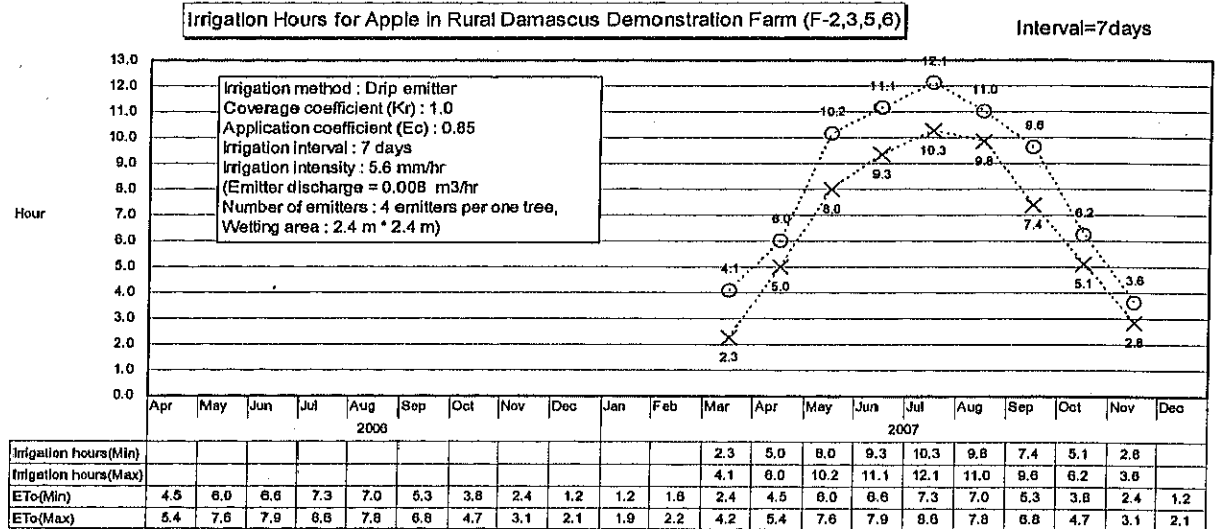 Irrigation Hours for Apple in Rural Damascus Demonstration Farm (F-2,3,5,6)
Interval=7days
Irrigation method : Drip emitter
Coverage coefficient (Kr) : 1.0
Application coefficient (Ec) : 0.85
Irrigation interval : 7 days
Irrigation intensity : 5.6 mm/hr
(Emitter discharge = 0.008 m3/hr
Number of emitters : 4 emitters per one tree,
Wetting area : 2.4 m * 2.4 m)
Hour
13.0
12.0
11.0
10.0
9.0
8.0
7.0
6.0
5.0
4.0
3.0
2.0
1.0
0.0
4.1 6.0 10.2 11.1 12.1 11.0 9.6 6.2 3.6
2.3 5.0 8.0 9.3 10.3 9.8 7.4 5.1 2.8
Apr May Jun Jul Aug Sep Oct Nov Dec Jan Feb Mar Apr May Jun Jul Aug Sep Oct Nov Dec
2006 2007
Irrigation hours(Min) 2.3 5.0 8.0 9.3 10.3 9.8 7.4 5.1 2.8
Irrigation hours(Max) 4.1 6.0 10.2 11.1 12.1 11.0 9.6 6.2 3.6
ETo(Min) 4.5 6.0 6.6 7.3 7.0 5.3 3.8 2.4 1.2 1.2 1.6 2.4 4.5 6.0 6.6 7.3 7.0 5.3 3.8 2.4 1.2
ETo(Max) 5.4 7.6 7.9 8.6 7.8 6.8 4.7 3.1 2.1 1.9 2.2 4.2 5.4 7.6 7.9 8.6 7.8 6.8 4.7 3.1 2.1